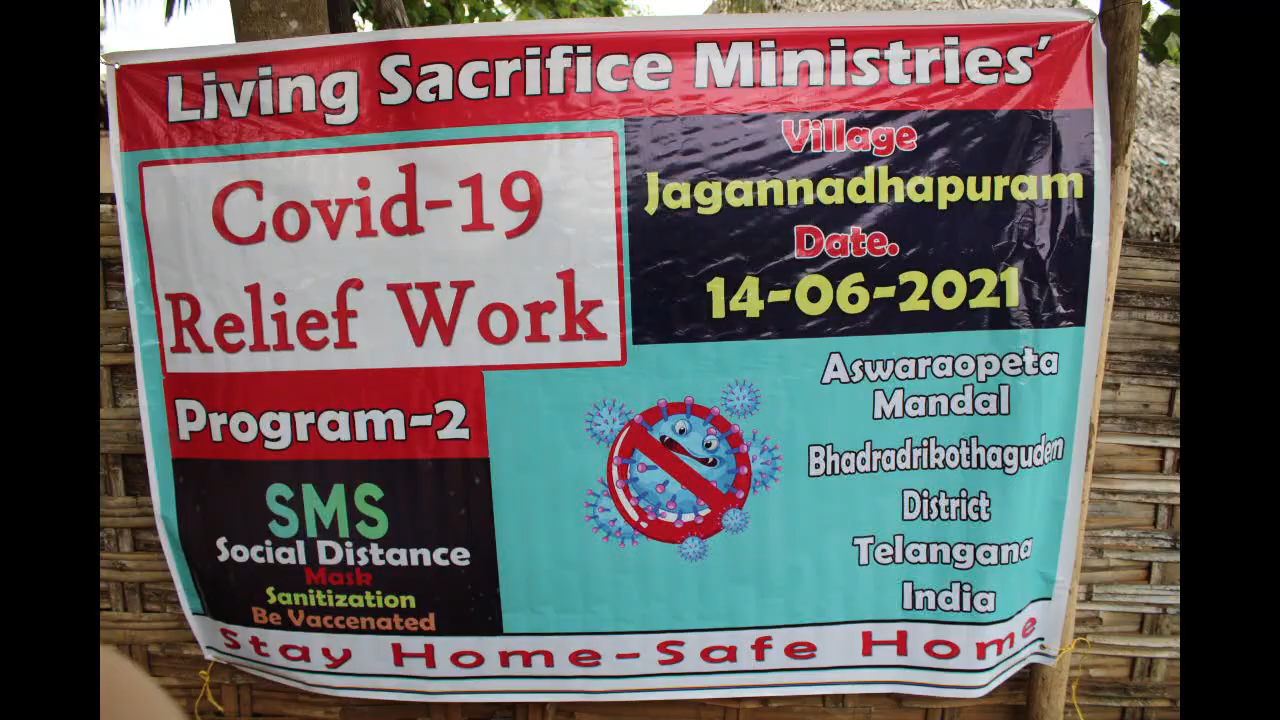 Living Sacrifice Ministries'
Covid-19
Relief Work
Program-2
SMS
Social Distance
Mask
Sanitization
Be Vaccenated
Village
Jagannadhapuram
Date.
14-06-2021
Aswaraopeta
Mandal
Bhadradrikothagudem
District
Telangana
India
Stay Home-Safe Home